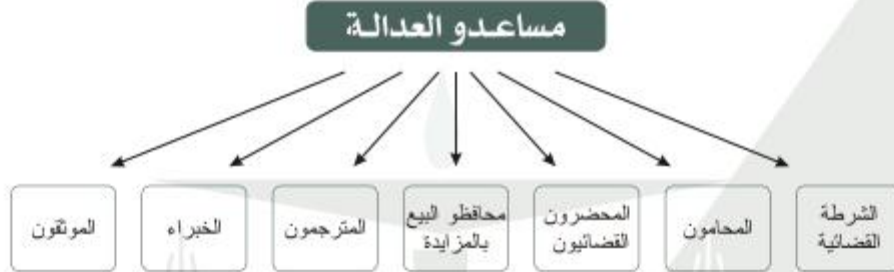 مساعدو العدالة
الشرطة
القضائية
المحامون
المحضرون
القضائيون
محافظو البيع
بالمزايدة
المترجمون
الخبراء
الموثقون